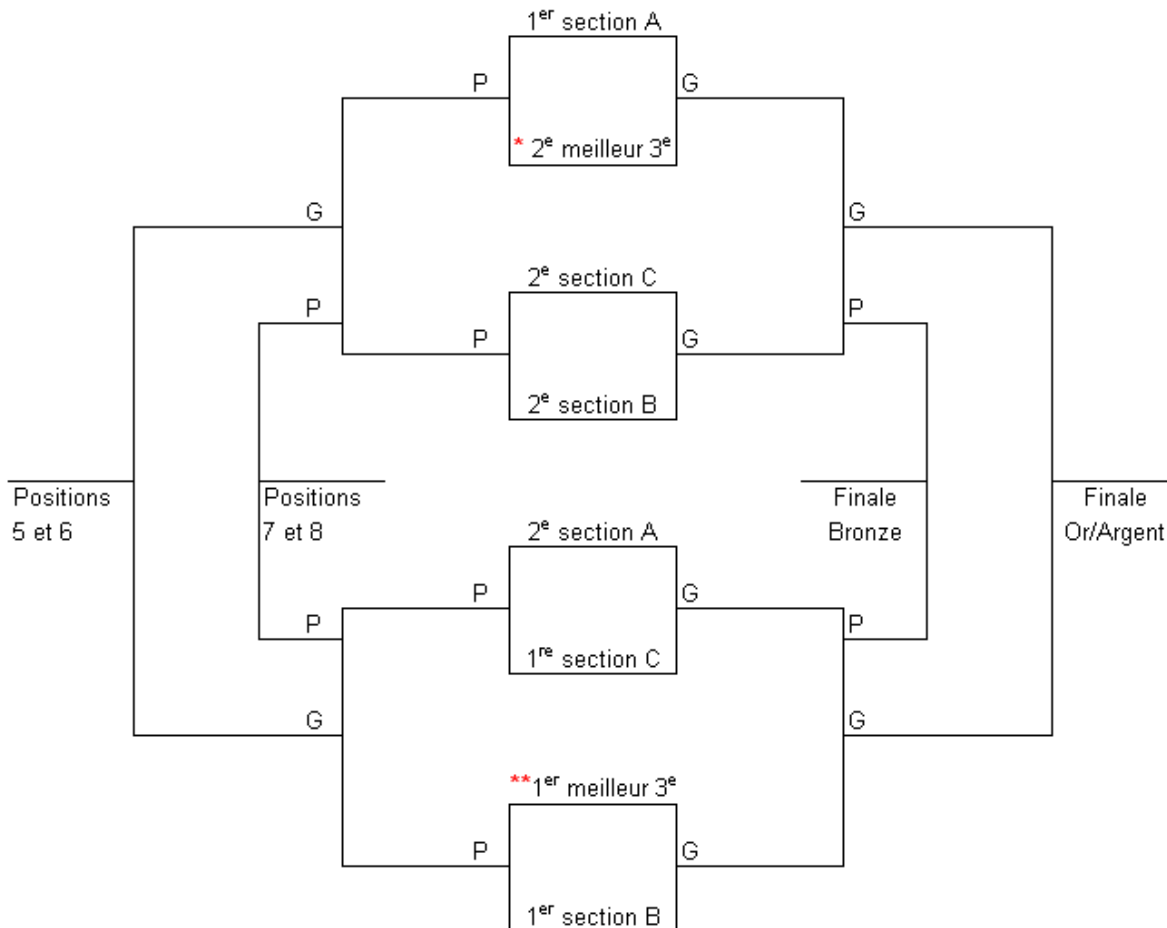 1er section A
P
G
* 2e meilleur 3e
G
G
2e section C
P
P
P
G
2e section B
Positions
5 et 6
Positions
7 et 8
Finale
Bronze
Finale
Or/Argent
2e section A
P
G
P
P
1re section C
G
G
**1er meilleur 3e
P
G
1er section B